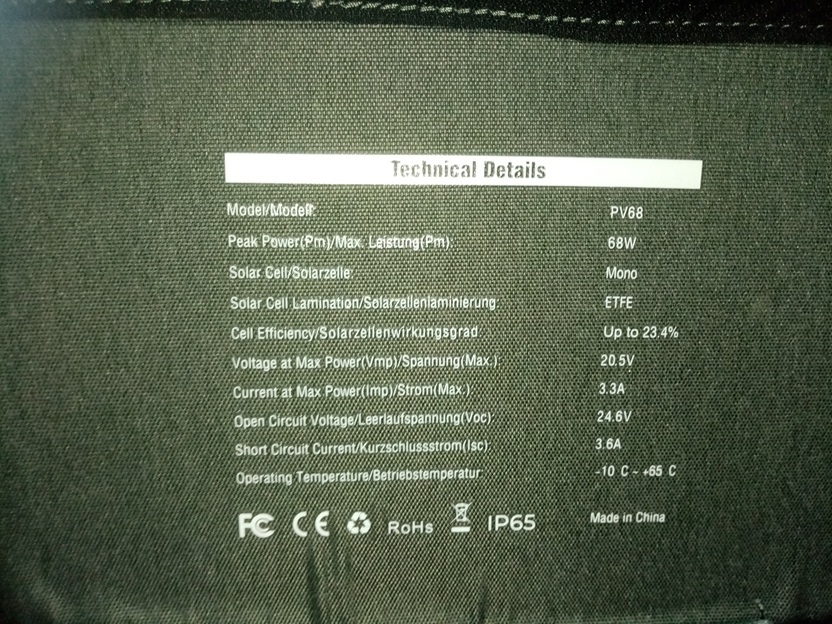 Technical Details
Model/Modell: PV68
Peak Power(Pm)/Max. Leistung(Pm): 68W
Solar Cell/Solarzelle: Mono
Solar Cell Lamination/Solarzellenlaminierung: ETFE
Cell Efficiency/Solarzellenwirkungsgrad: Up to 23.4%
Voltage at Max Power(Vmp)/Spannung(Max.): 20.5V
Current at Max Power(Imp)/Strom(Max.) 3.3A
Open Circuit Voltage/Leerlaufspannung(Voc): 24.6V
Short Circuit Current/Kurzschlussstrom(Isc): 3.6A
Operating Temperature/Betriebstemperatur: -10 C - +65 C
FC CE RoHs IP65 Made in China